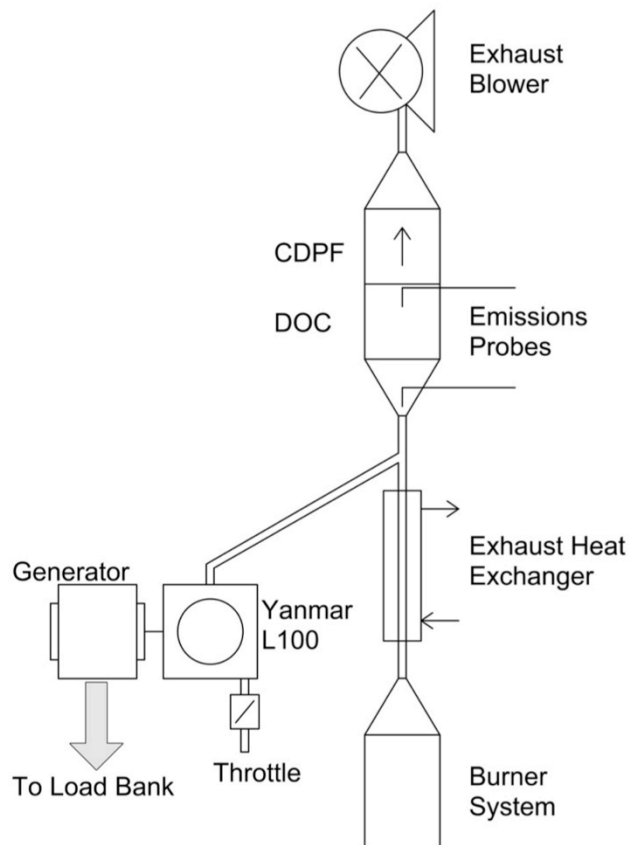 Exhaust
Blower
CDPF
DOC
Emissions
Probes
Exhaust Heat
Exchanger
Generator
Yanmar
L100
To Load Bank
Throttle
Burner
System